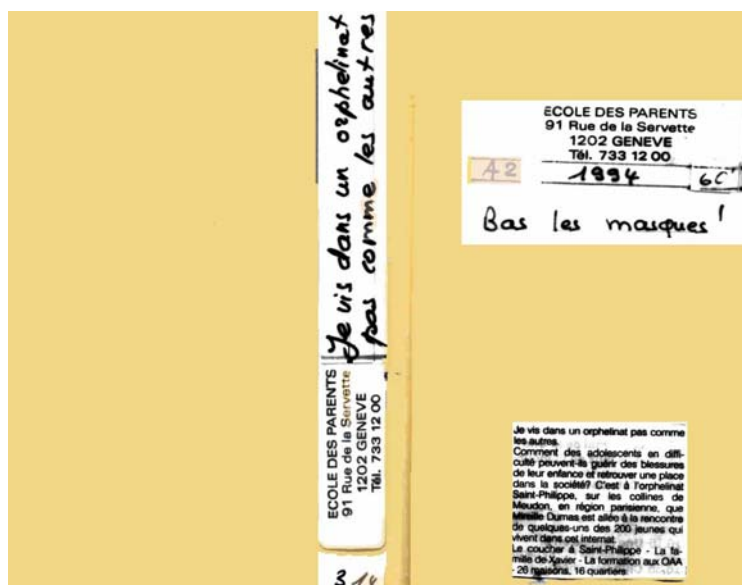 Je vis dans un orphelinat
pas comme les autres
ECOLE DES PARENTS
91 Rue de la Servette
1202 GENEVE
Tél. 733 12 00
ECOLE DES PARENTS
91 Rue de la Servette
1202 GENEVE
Tél. 733 12 00
A2 1994 60'
Bas les masques !
Je vis dans un orphelinat pas comme
les autres.
Comment des adolescents en diffi-
culté peuvent-ils guérir des blessures
de leur enfance et retrouver une place
dans la société? C'est à l'orphelinat
Saint-Philippe, sur les collines de
Meudon, en région parisienne, que
Mireille Dumas est allée à la rencontre
de quelques-uns des 200 jeunes qui
vivent dans cet internat.
Le coucher à Saint-Philippe - La fa-
mille de Xavier - La formation aux OAA
- 26 maisons, 16 quartiers.